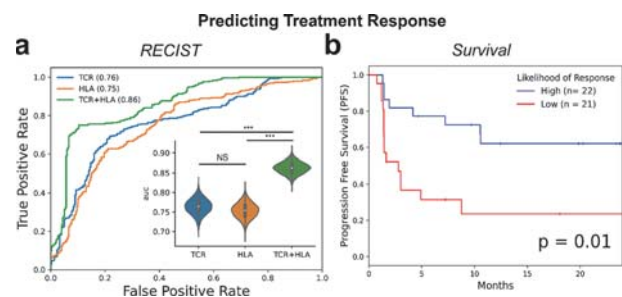 Predicting Treatment Response
a
RECIST
TCR (0.76)
HLA (0.75)
TCR+HLA (0.86)
True Positive Rate
1.0
0.8
0.6
0.4
0.2
0.0
0.0 0.2 0.4 0.6 0.8 1.0
False Positive Rate
***
***
NS
auc
0.90
0.85
0.80
0.75
0.70
TCR HLA TCR+HLA
b
Survival
Likelihood of Response
High (n= 22)
Low (n = 21)
Progression Free Survival (PFS)
1.0
0.8
0.6
0.4
0.2
0.0
p = 0.01
0 5 10 15 20
Months